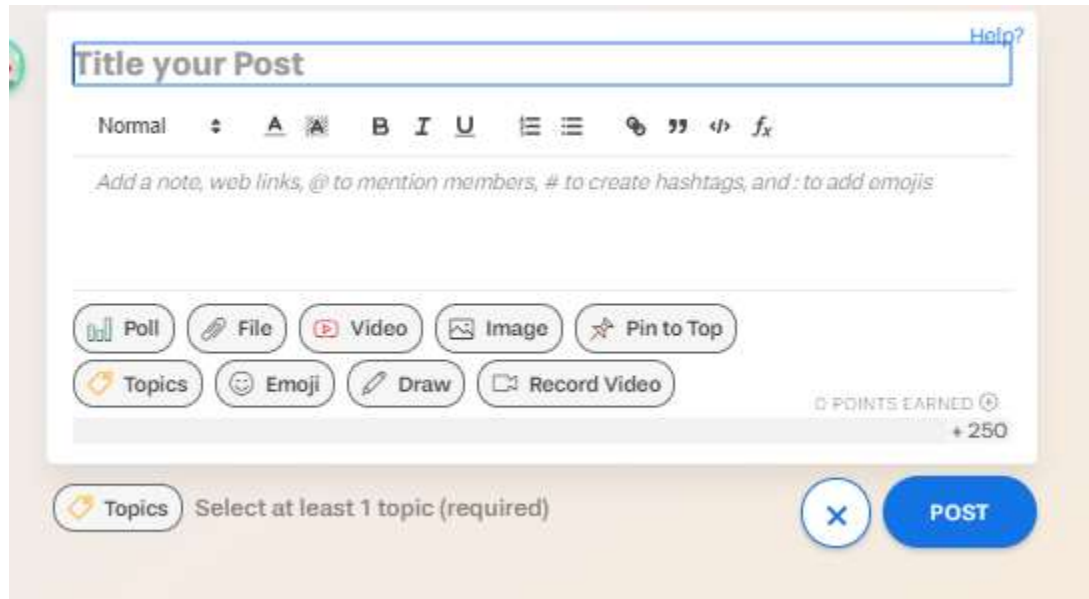 Help?
Title your Post
Normal A A B I U </> fx
Add a note, web links, @ to mention members, # to create hashtags, and : to add emojis
Poll File Video Image Pin to Top
Topics Emoji Draw Record Video
0 POINTS EARNED
+ 250
Topics Select at least 1 topic (required)
POST